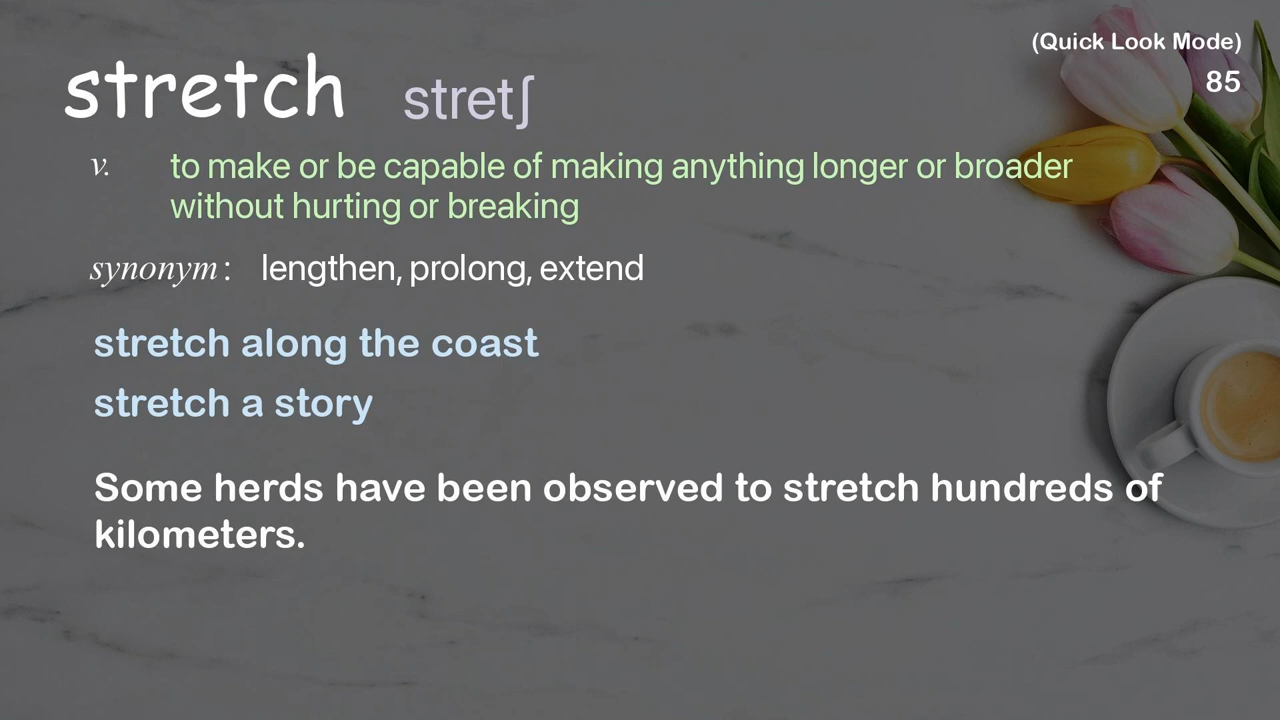 (Quick Look Mode)
85
stretch stretʃ
v. to make or be capable of making anything longer or broader
without hurting or breaking
synonym: lengthen, prolong, extend
stretch along the coast
stretch a story
Some herds have been observed to stretch hundreds of
kilometers.